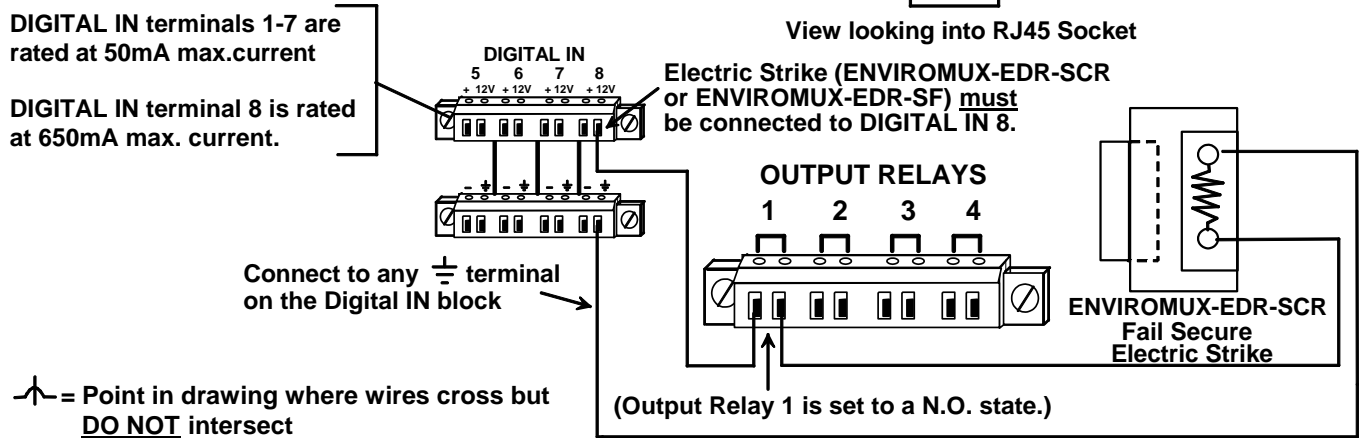 DIGITAL IN terminals 1-7 are
rated at 50mA max.current
DIGITAL IN terminal 8 is rated
at 650mA max. current.
View looking into RJ45 Socket
DIGITAL IN
5 6 7 8
+ 12V + 12V + 12V + 12V
Electric Strike (ENVIROMUX-EDR-SCR
or ENVIROMUX-EDR-SF) must
be connected to DIGITAL IN 8.
- ⏚ - ⏚ - ⏚ - ⏚
OUTPUT RELAYS
1 2 3 4
Connect to any ⏚ terminal
on the Digital IN block
ENVIROMUX-EDR-SCR
Fail Secure
Electric Strike
= Point in drawing where wires cross but
DO NOT intersect
(Output Relay 1 is set to a N.O. state.)